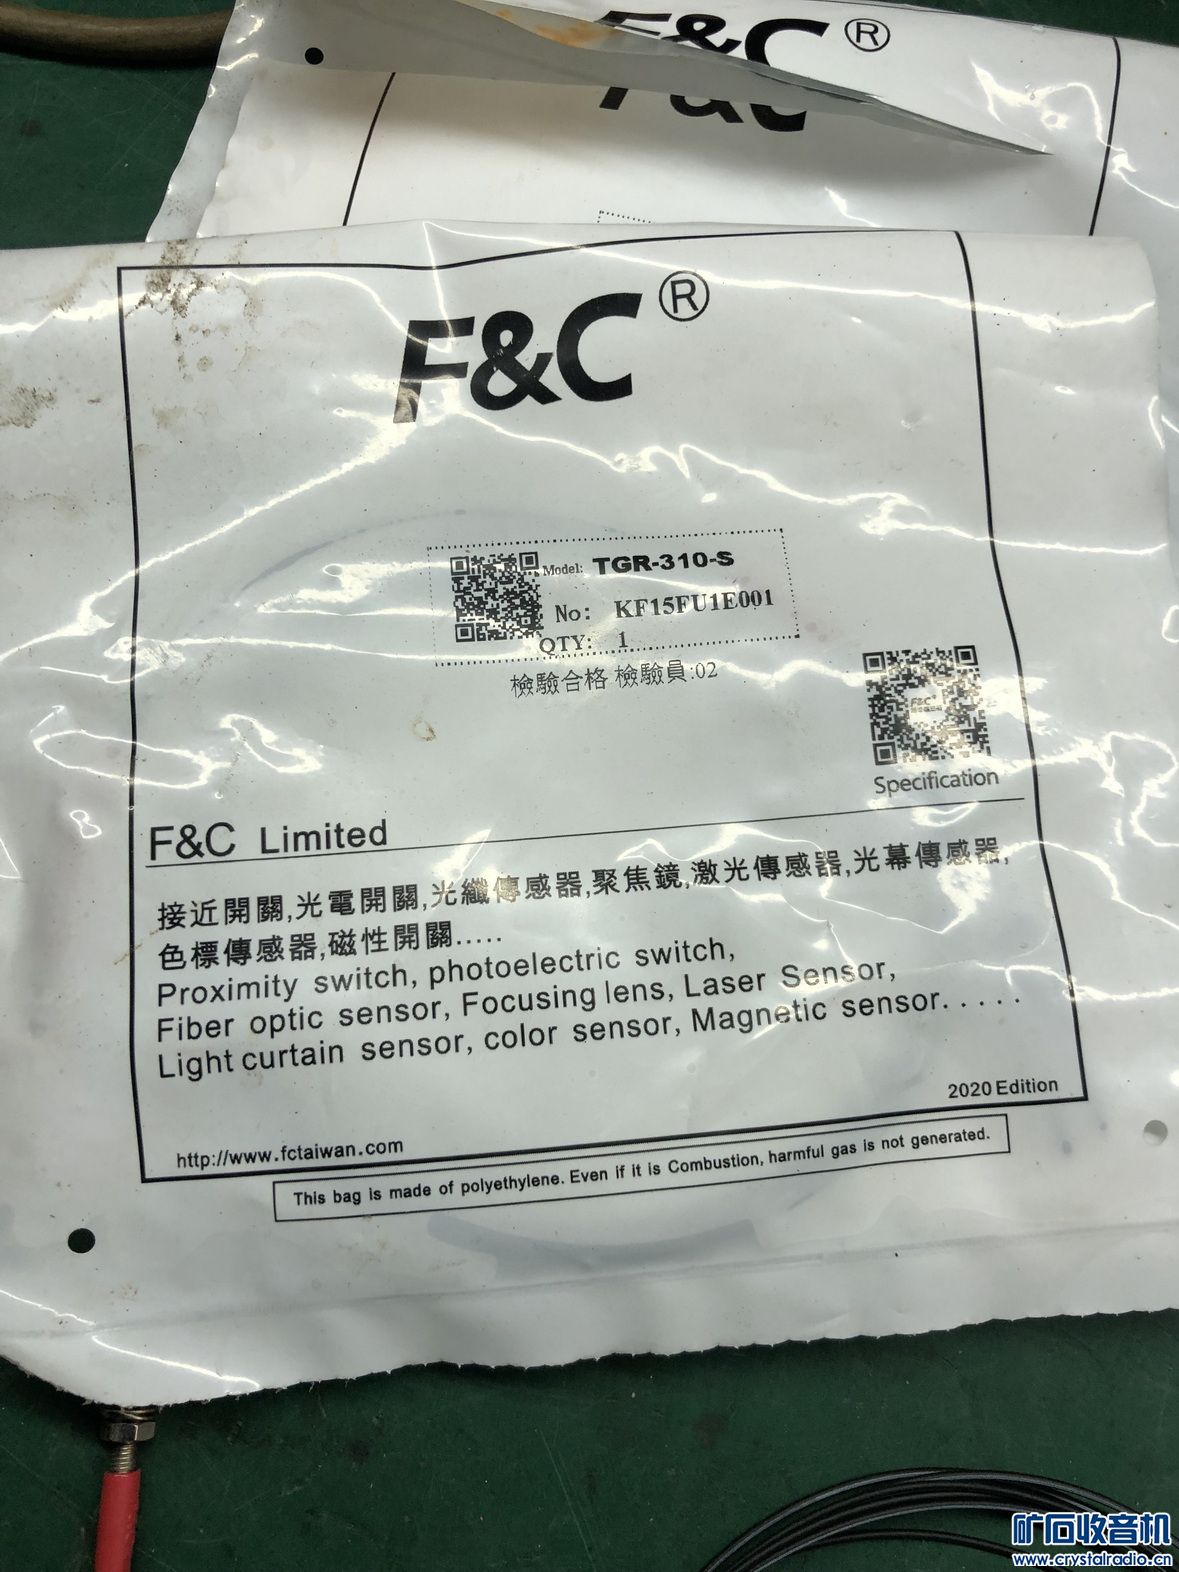 F&C®
F&C
F&C®
Model: TGR-310-S
No: KF15FU1E001
QTY: 1
檢驗合格 檢驗員:02
F&C
Specification
F&C Limited
接近開關,光電開關,光纖傳感器,聚焦鏡,激光傳感器,光幕傳感器,
色標傳感器,磁性開關.....
Proximity switch, photoelectric switch,
Fiber optic sensor, Focusing lens, Laser Sensor,
Light curtain sensor, color sensor, Magnetic sensor.....
2020 Edition
http://www.fctaiwan.com
This bag is made of polyethylene. Even if it is Combustion, harmful gas is not generated.
矿石收音机
www.crystalradio.cn